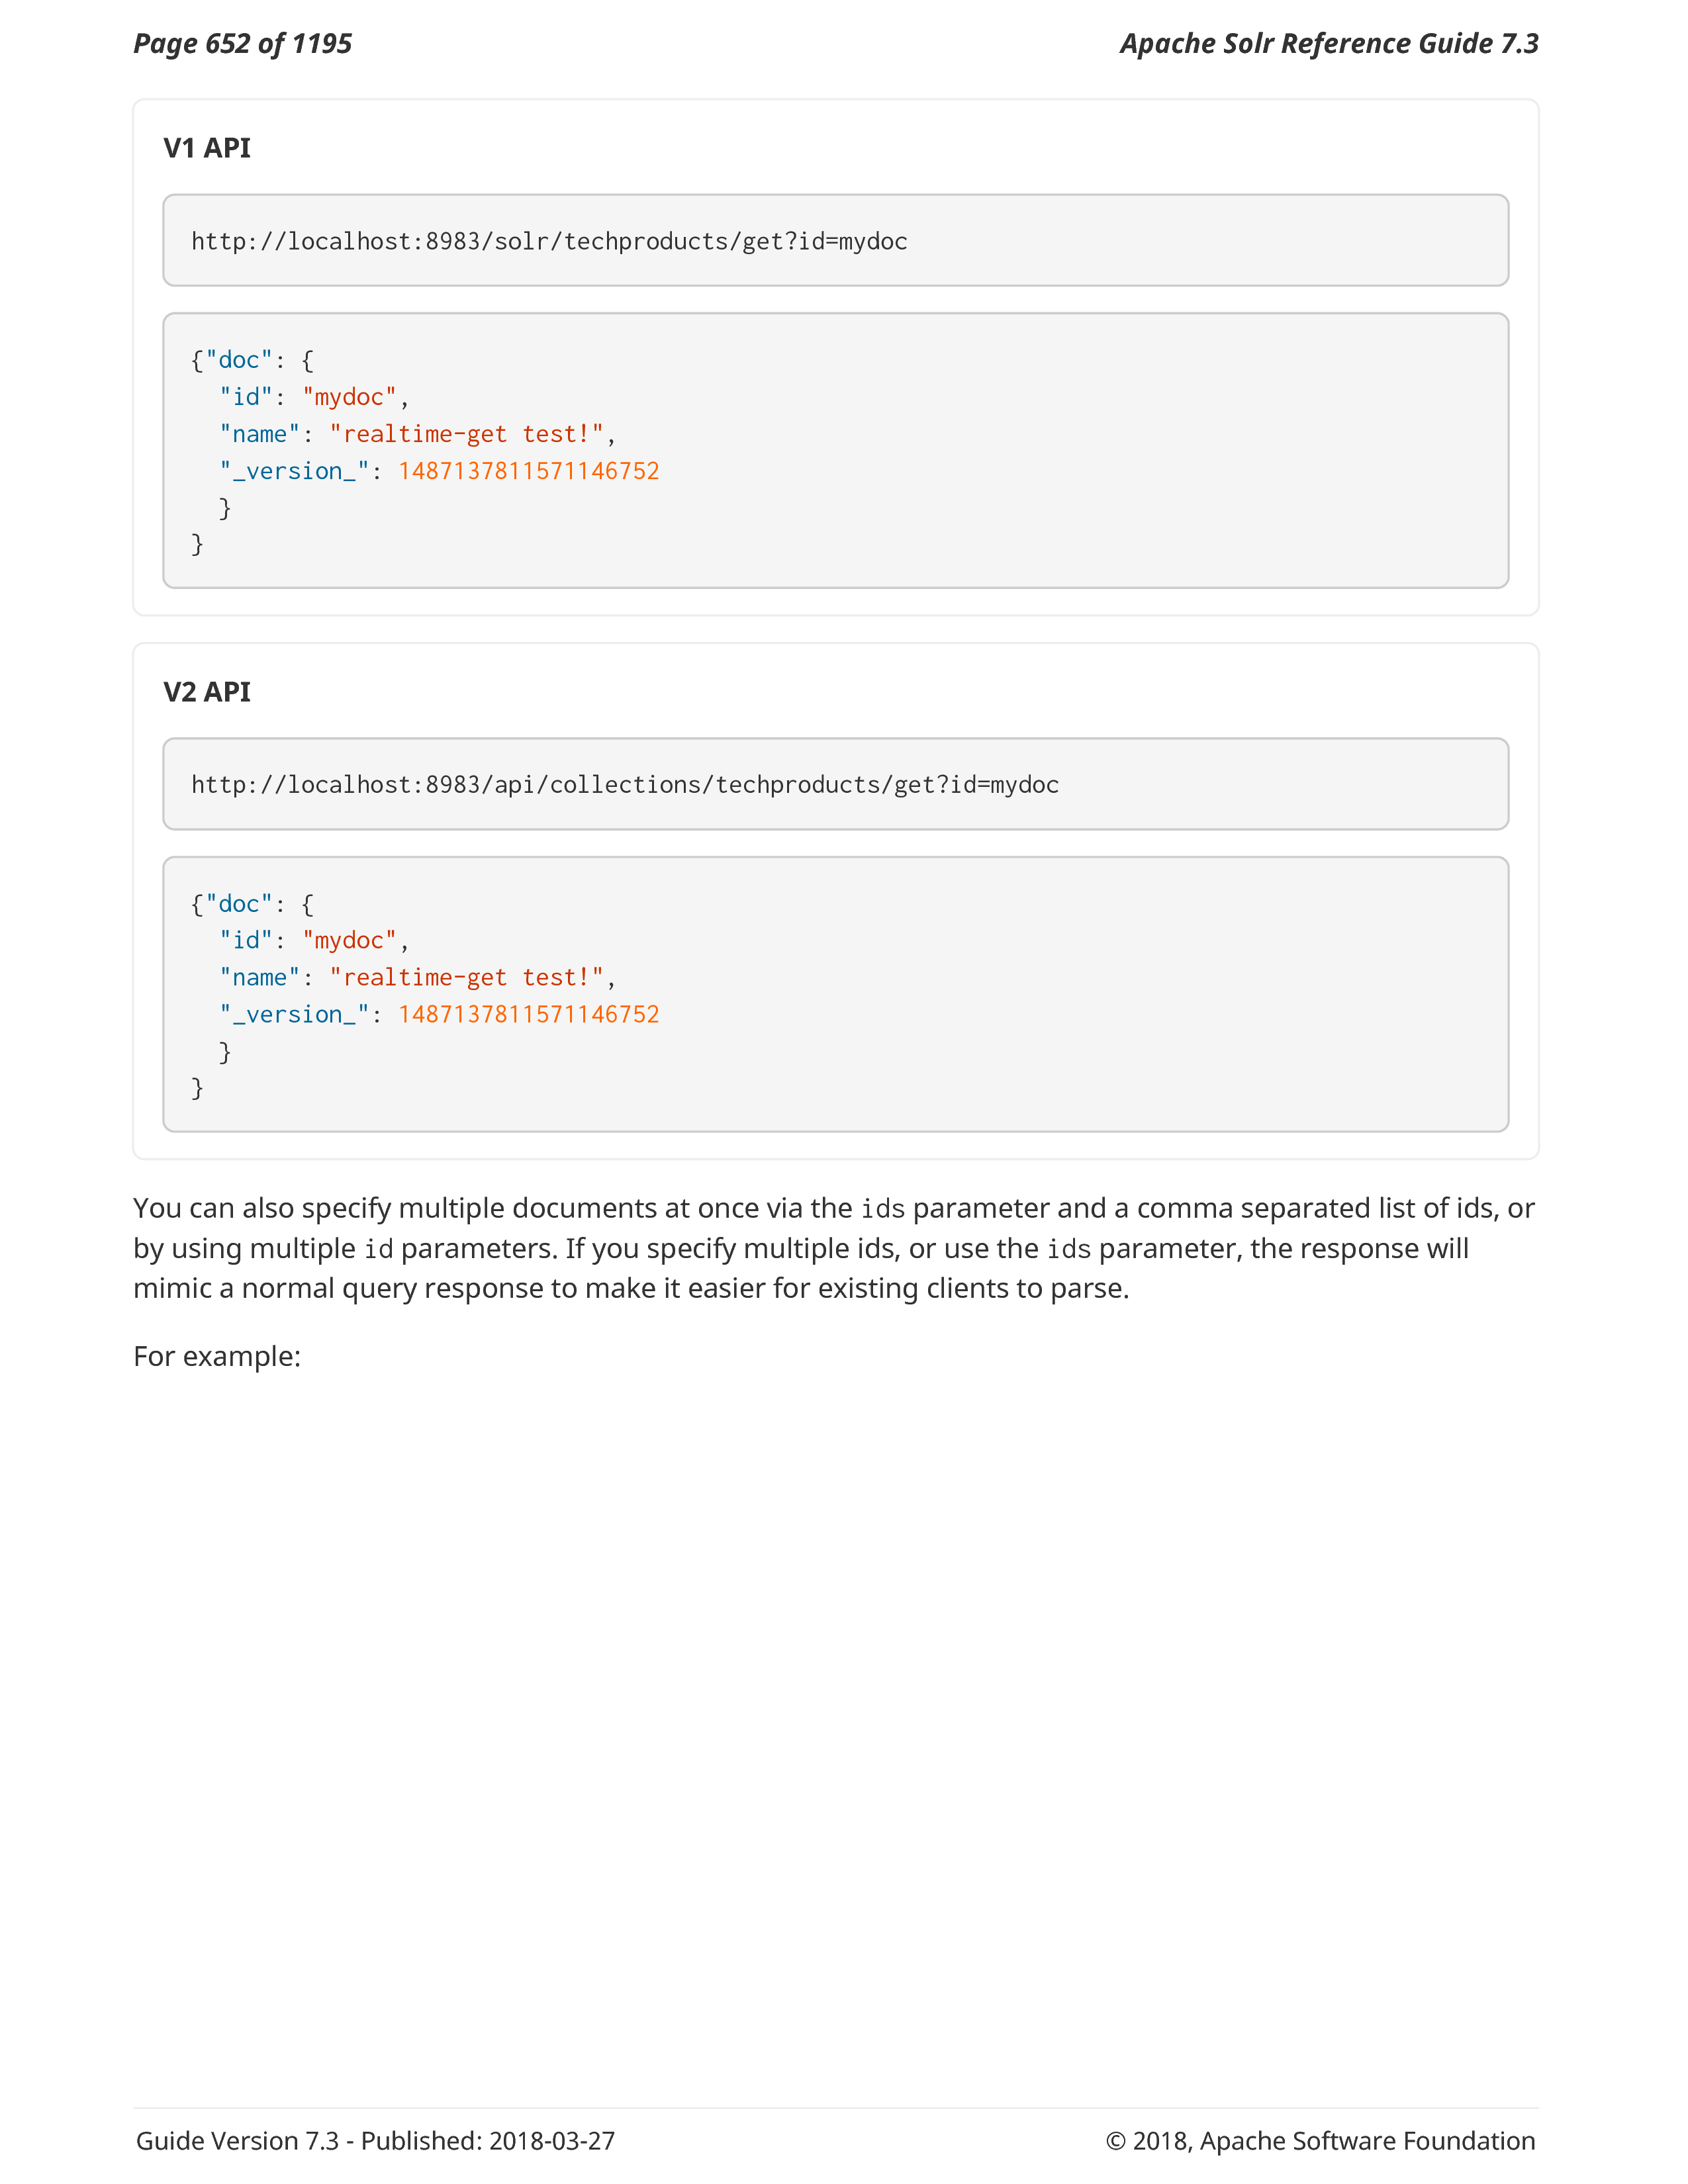 Page 652 of 1195
Apache Solr Reference Guide 7.3
V1 API
http://localhost:8983/solr/techproducts/get?id=mydoc
{"doc": {
  "id": "mydoc",
  "name": "realtime-get test!",
  "_version_": 1487137811571146752
  }
}
V2 API
http://localhost:8983/api/collections/techproducts/get?id=mydoc
{"doc": {
  "id": "mydoc",
  "name": "realtime-get test!",
  "_version_": 1487137811571146752
  }
}
You can also specify multiple documents at once via the ids parameter and a comma separated list of ids, or
by using multiple id parameters. If you specify multiple ids, or use the ids parameter, the response will
mimic a normal query response to make it easier for existing clients to parse.
For example:
Guide Version 7.3 - Published: 2018-03-27
© 2018, Apache Software Foundation